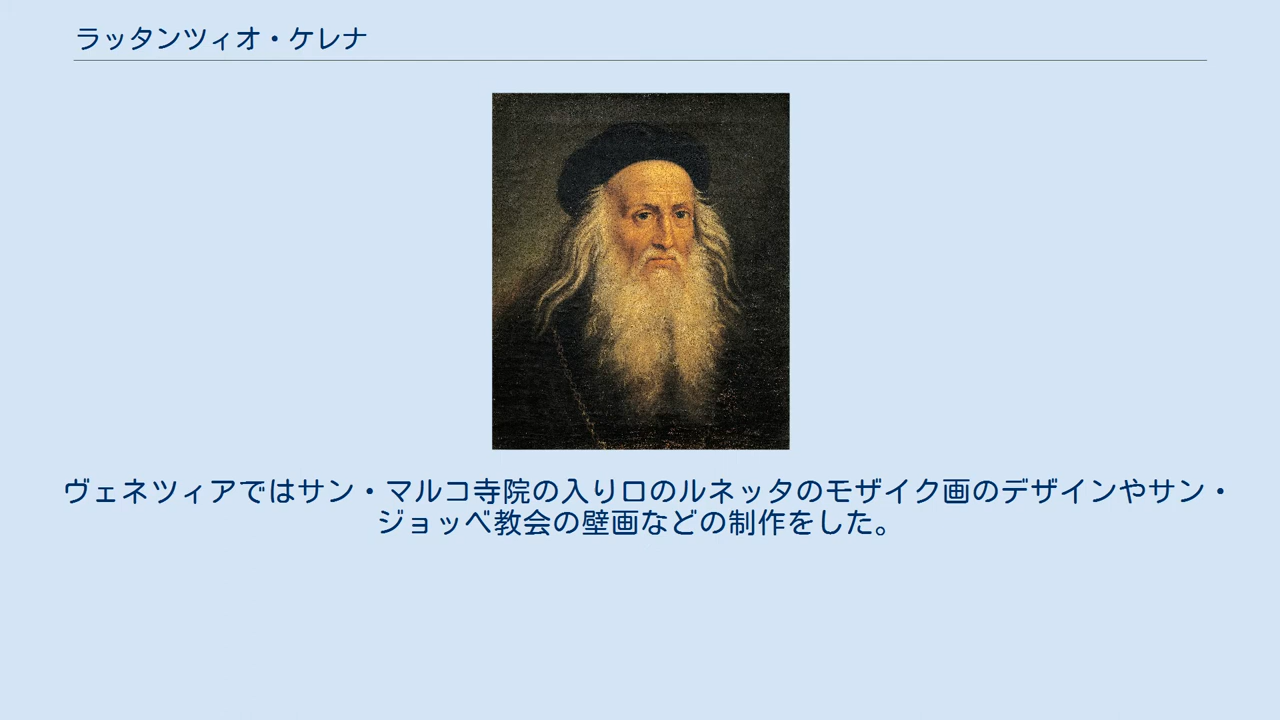 ラッタンツィオ・ケレナ
ヴェネツィアではサン・マルコ寺院の入り口のルネッタのモザイク画のデザインやサン・
ジョッベ教会の壁画などの制作をした。